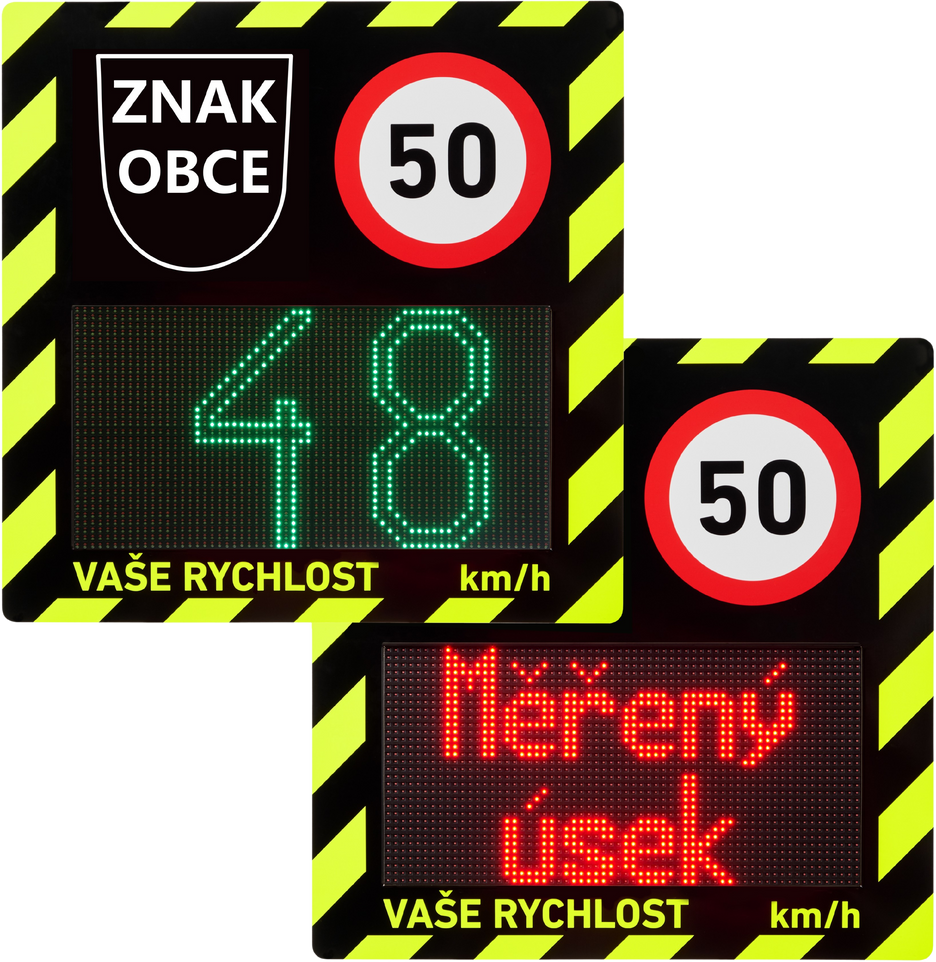 ZNAK
OBCE
50
48
VAŠE RYCHLOST km/h
50
Měřený
úsek
VAŠE RYCHLOST km/h